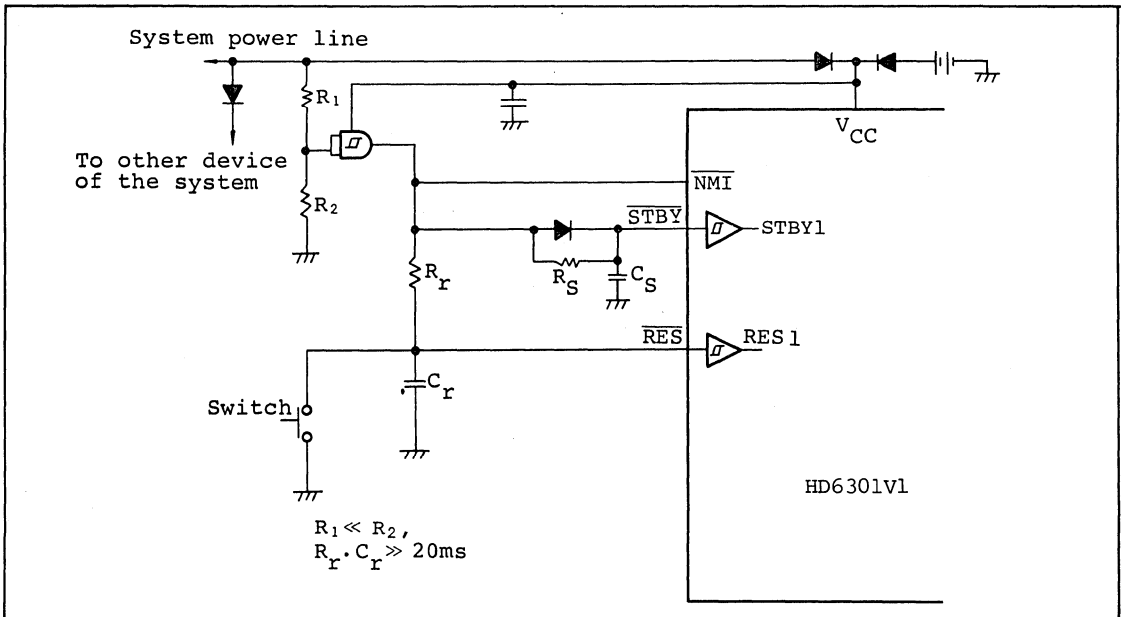 System power line
R1
VCC
To other device
of the system
NMI
R2
STBY
STBY1
Rr
RS
CS
RES
RES1
Cr
Switch
HD6301V1
R1 ≪ R2,
Rr·Cr ≫ 20ms